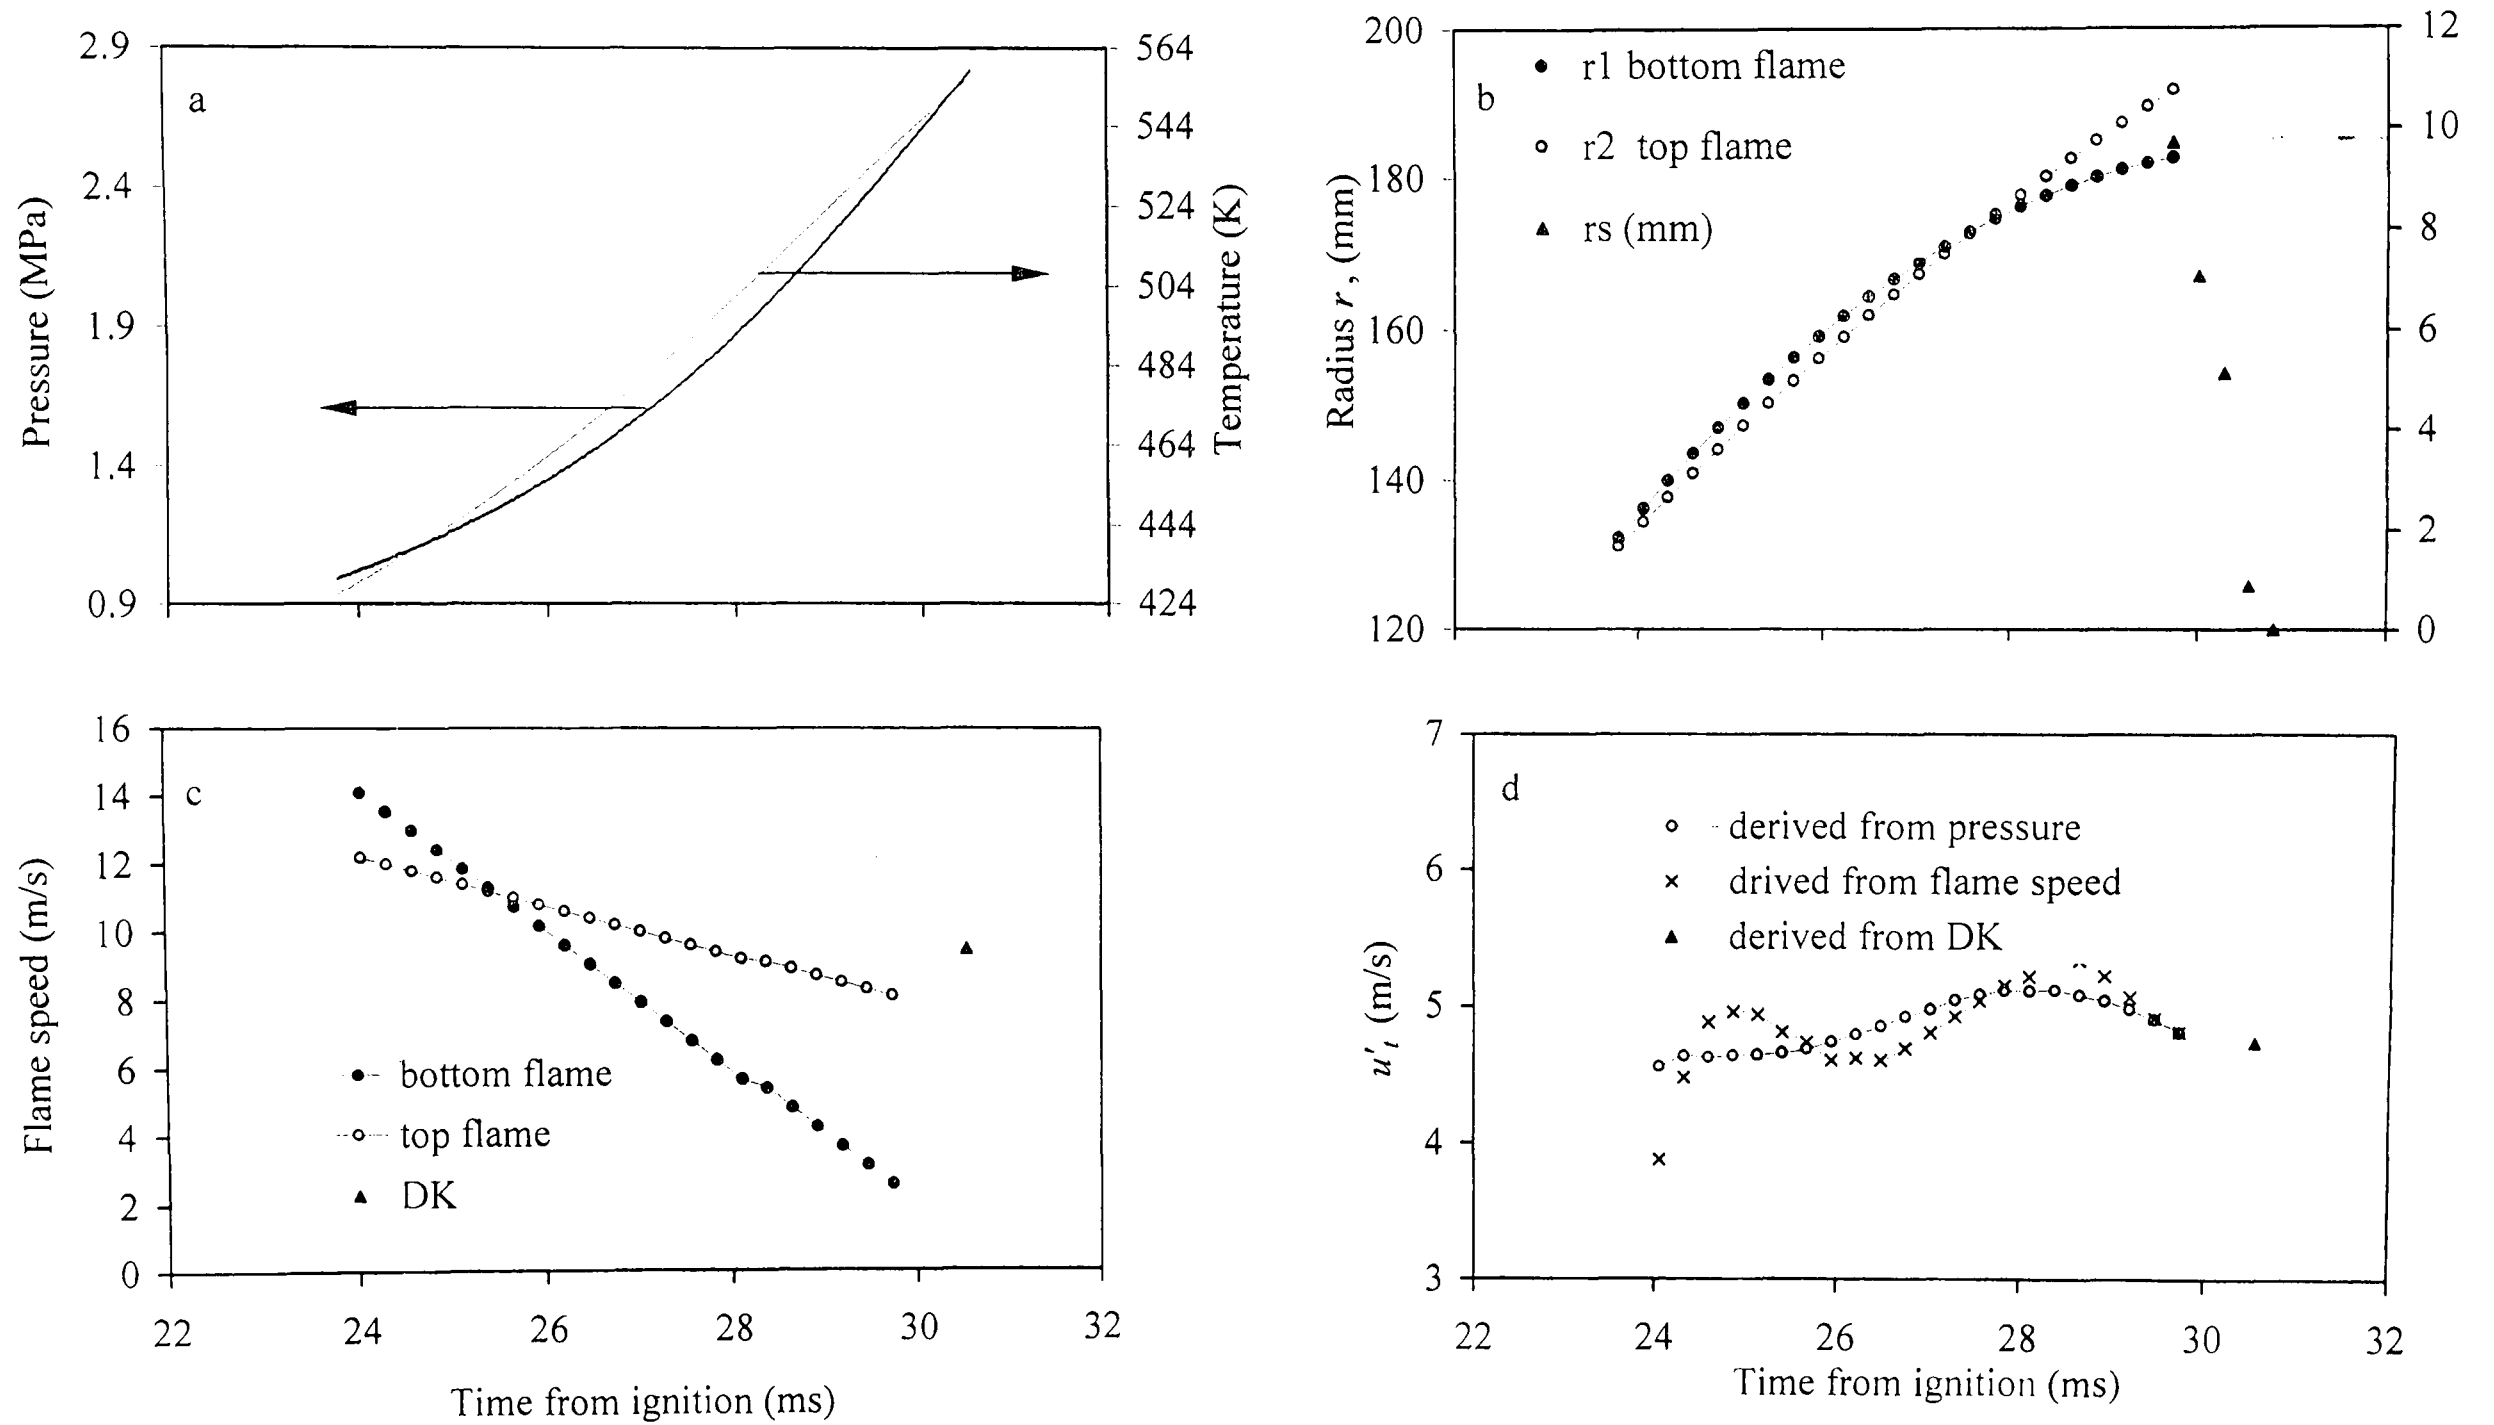 2.9
2.4
1.9
1.4
0.9
Pressure (MPa)
a
564
544
524
504
484
464
444
424
Temperature (K)
200
180
160
140
120
Radius r, (mm)
b
r1 bottom flame
r2 top flame
rs (mm)
12
10
8
6
4
2
0
16
14
12
10
8
6
4
2
0
Flame speed (m/s)
c
bottom flame
top flame
DK
22 24 26 28 30 32
Time from ignition (ms)
7
6
5
4
3
u't (m/s)
d
derived from pressure
drived from flame speed
derived from DK
22 24 26 28 30 32
Time from ignition (ms)